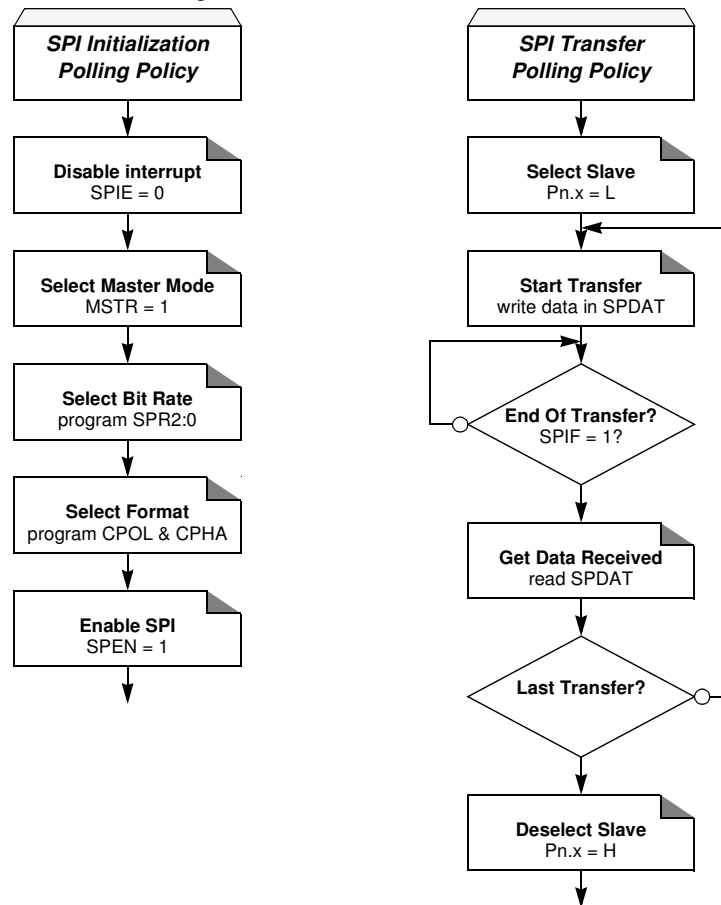 SPI Initialization
Polling Policy
Disable interrupt
SPIE = 0
Select Master Mode
MSTR = 1
Select Bit Rate
program SPR2:0
Select Format
program CPOL & CPHA
Enable SPI
SPEN = 1
SPI Transfer
Polling Policy
Select Slave
Pn.x = L
Start Transfer
write data in SPDAT
End Of Transfer?
SPIF = 1?
Get Data Received
read SPDAT
Last Transfer?
Deselect Slave
Pn.x = H